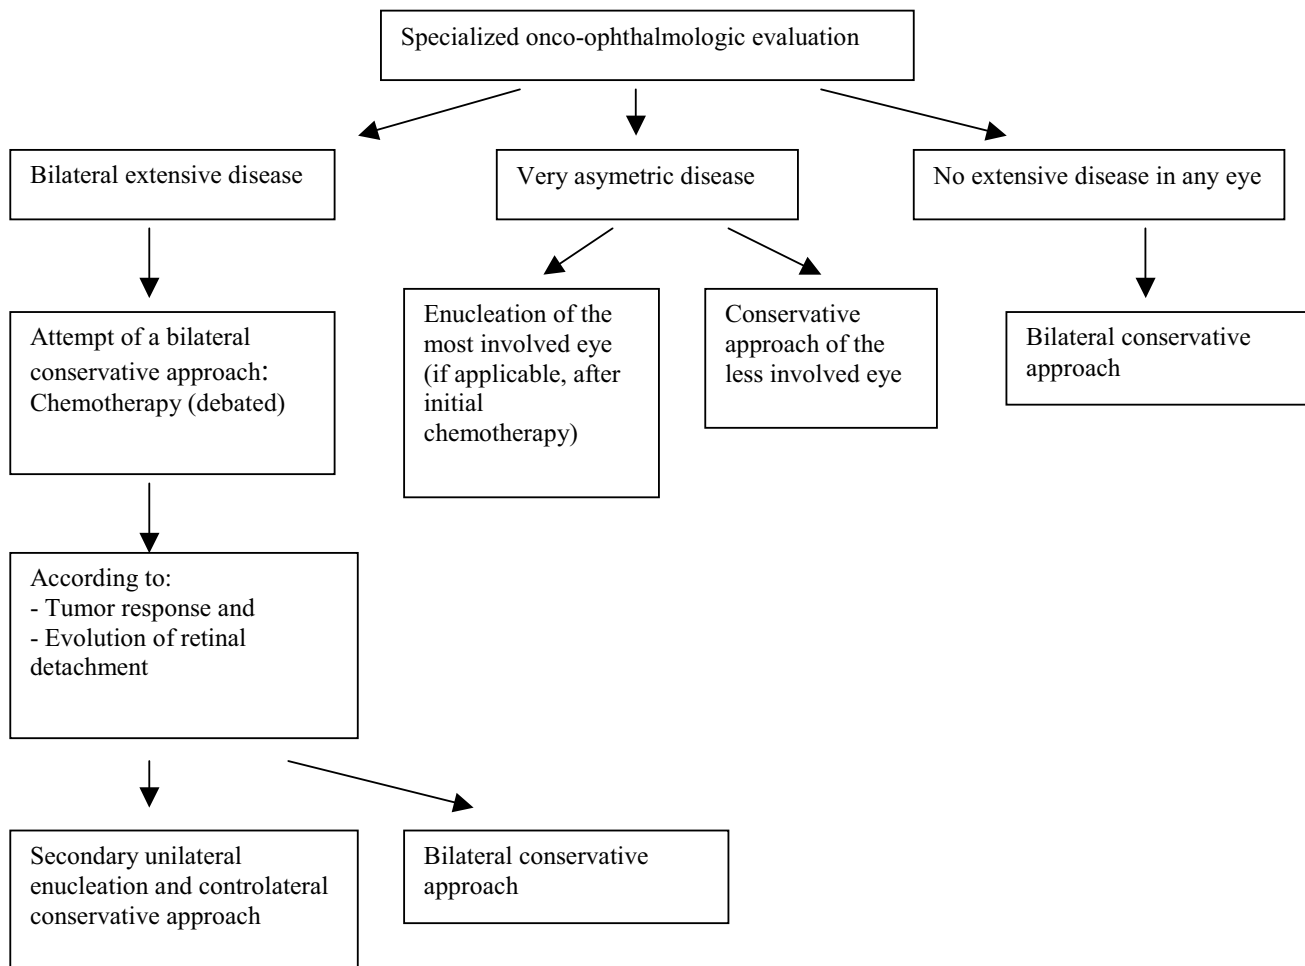 Specialized onco-ophthalmologic evaluation
Bilateral extensive disease
Very asymetric disease
No extensive disease in any eye
Attempt of a bilateral
conservative approach:
Chemotherapy (debated)
Enucleation of the
most involved eye
(if applicable, after
initial
chemotherapy)
Conservative
approach of the
less involved eye
Bilateral conservative
approach
According to:
- Tumor response and
- Evolution of retinal
detachment
Secondary unilateral
enucleation and controlateral
conservative approach
Bilateral conservative
approach